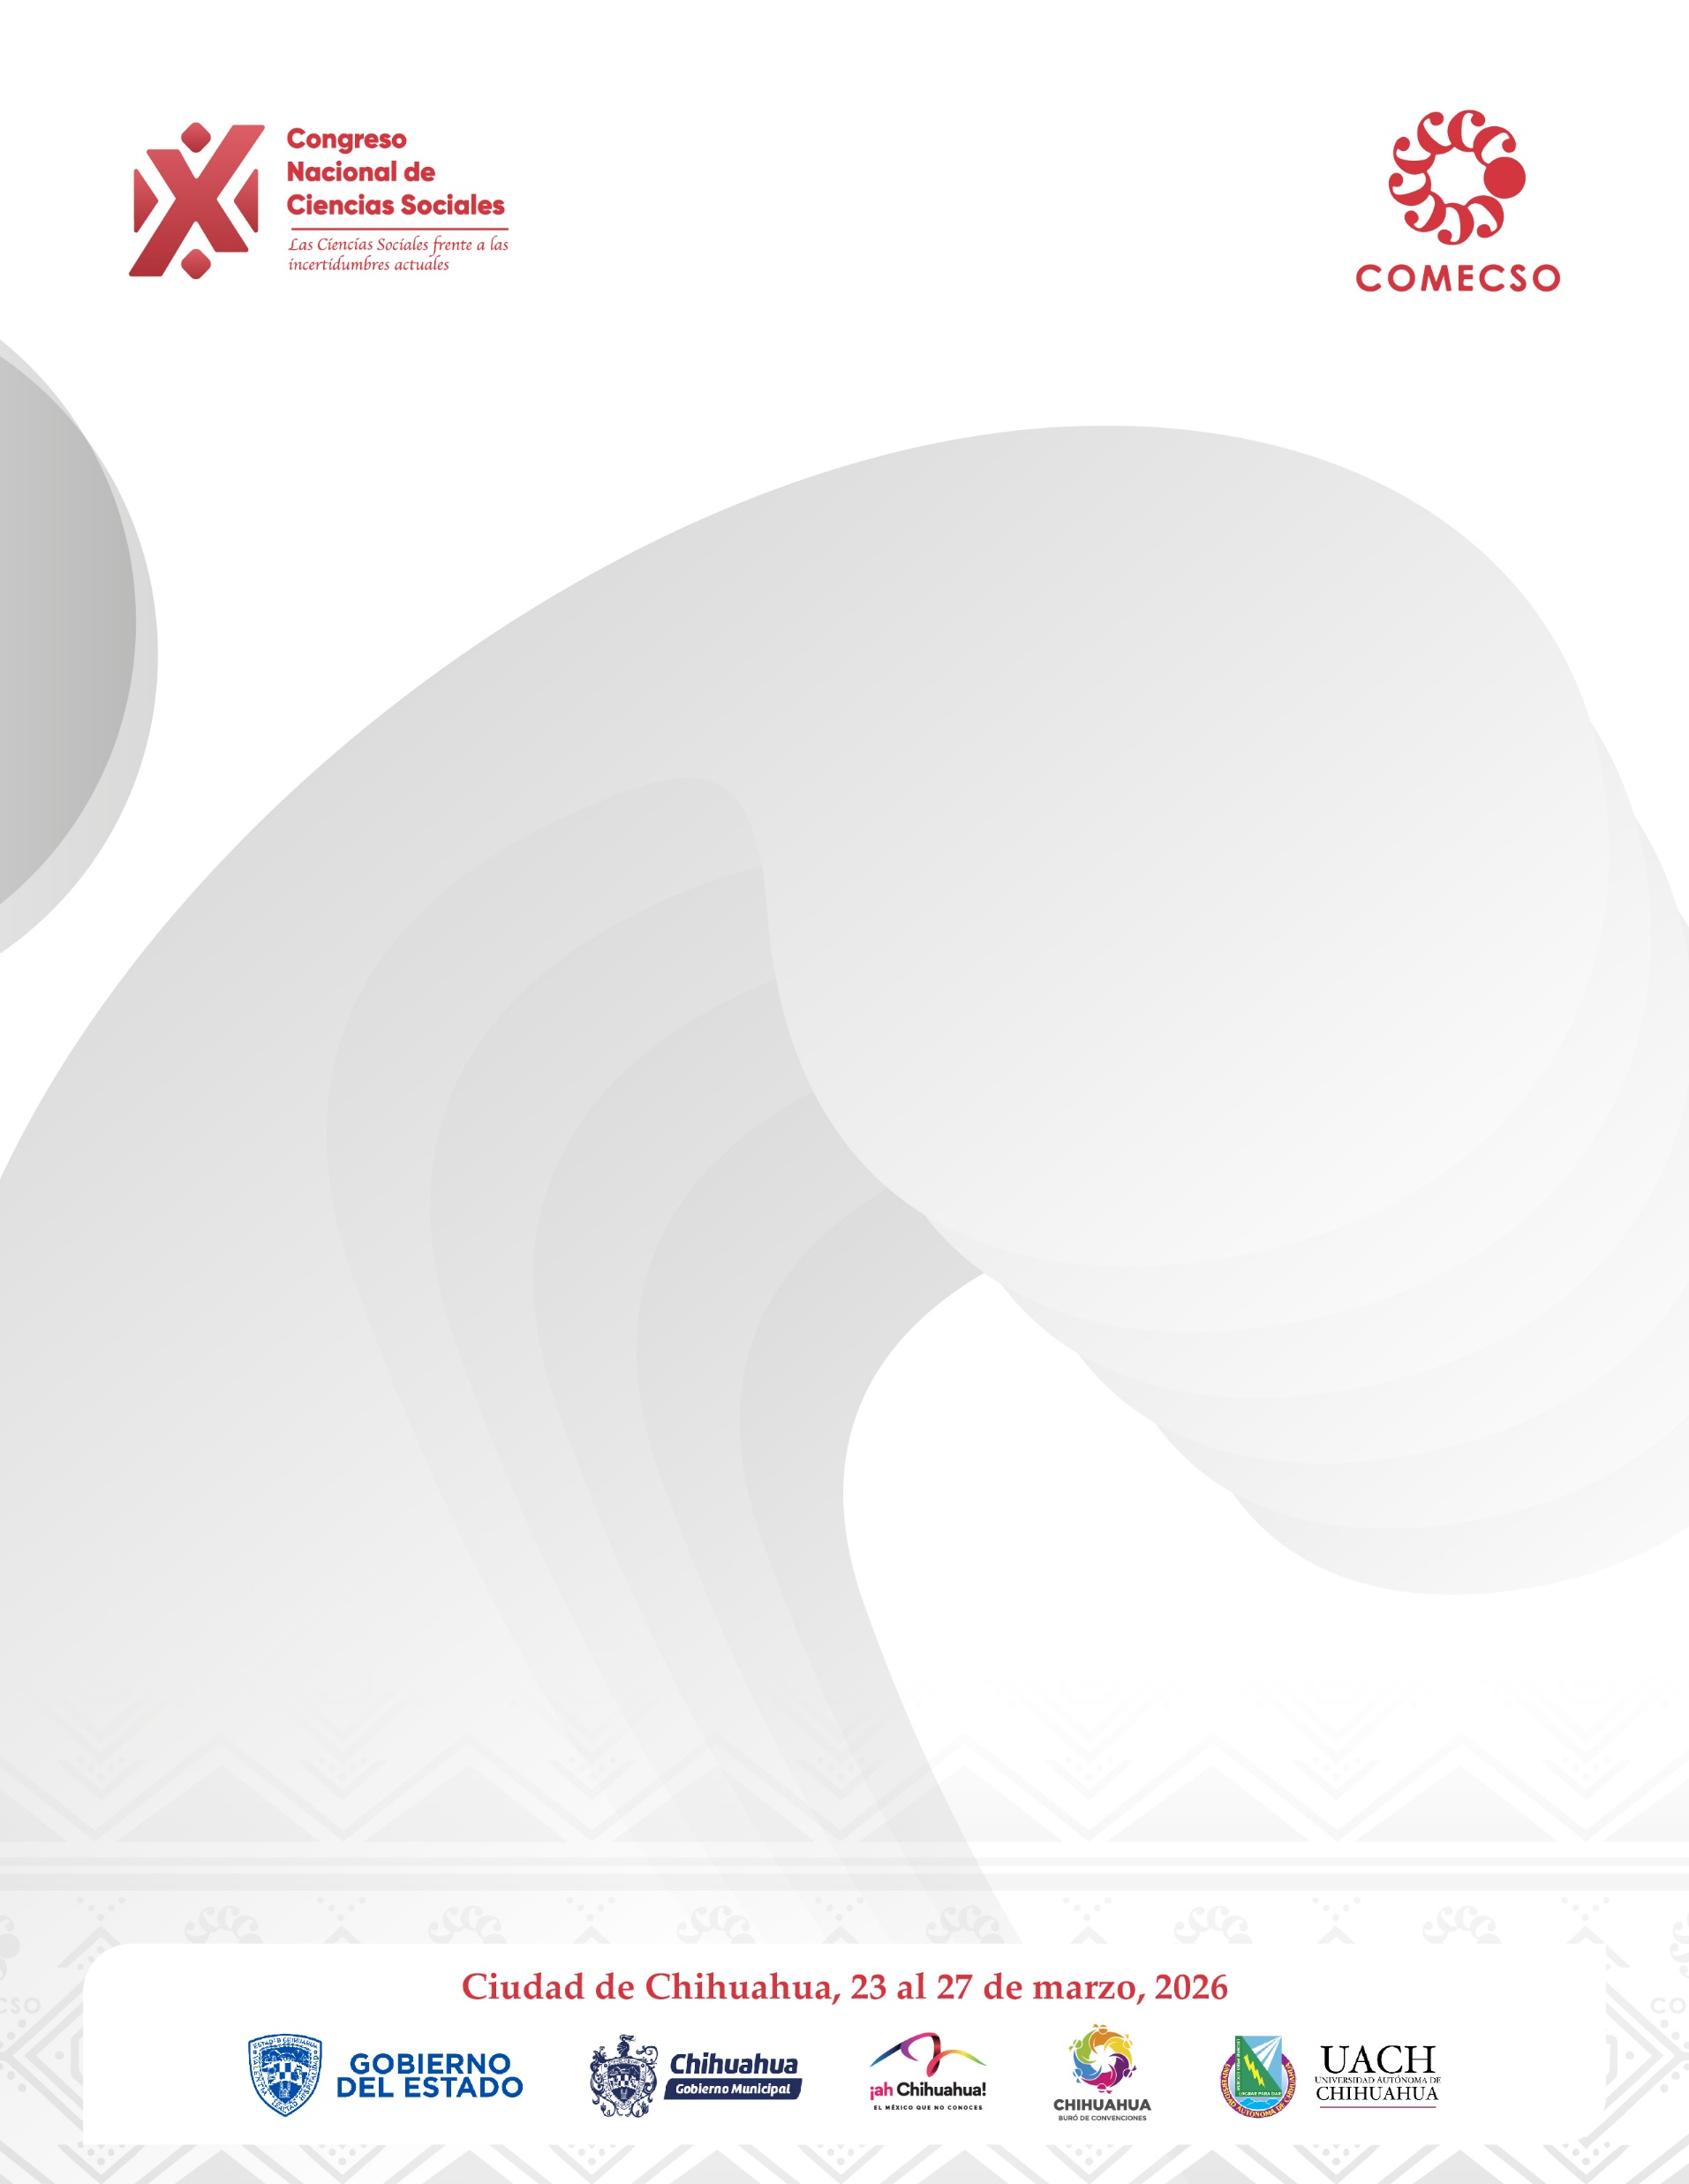 Congreso
Nacional de
Ciencias Sociales
Las Ciencias Sociales frente a las
incertidumbres actuales
COMECSO
Ciudad de Chihuahua, 23 al 27 de marzo, 2026
GOBIERNO
DEL ESTADO
Chihuahua
Gobierno Municipal
¡ah Chihuahua!
EL MÉXICO QUE NO CONOCES
CHIHUAHUA
BURÓ DE CONVENCIONES
UACH
UNIVERSIDAD AUTÓNOMA DE
CHIHUAHUA